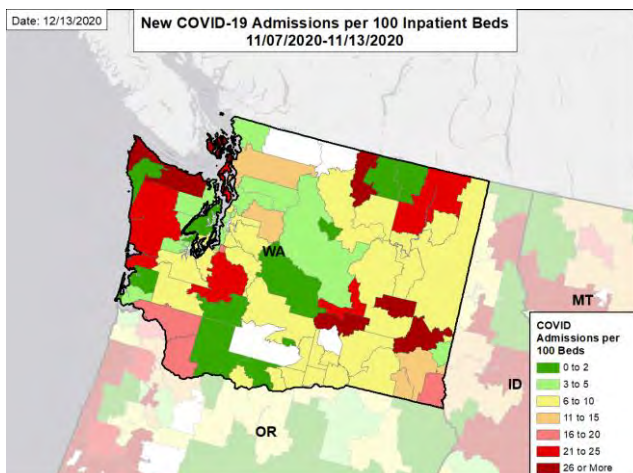 Date: 12/13/2020
New COVID-19 Admissions per 100 Inpatient Beds
11/07/2020-11/13/2020
WA
MT
ID
OR
COVID
Admissions per
100 Beds
0 to 2
3 to 5
6 to 10
11 to 15
16 to 20
21 to 25
26 or More